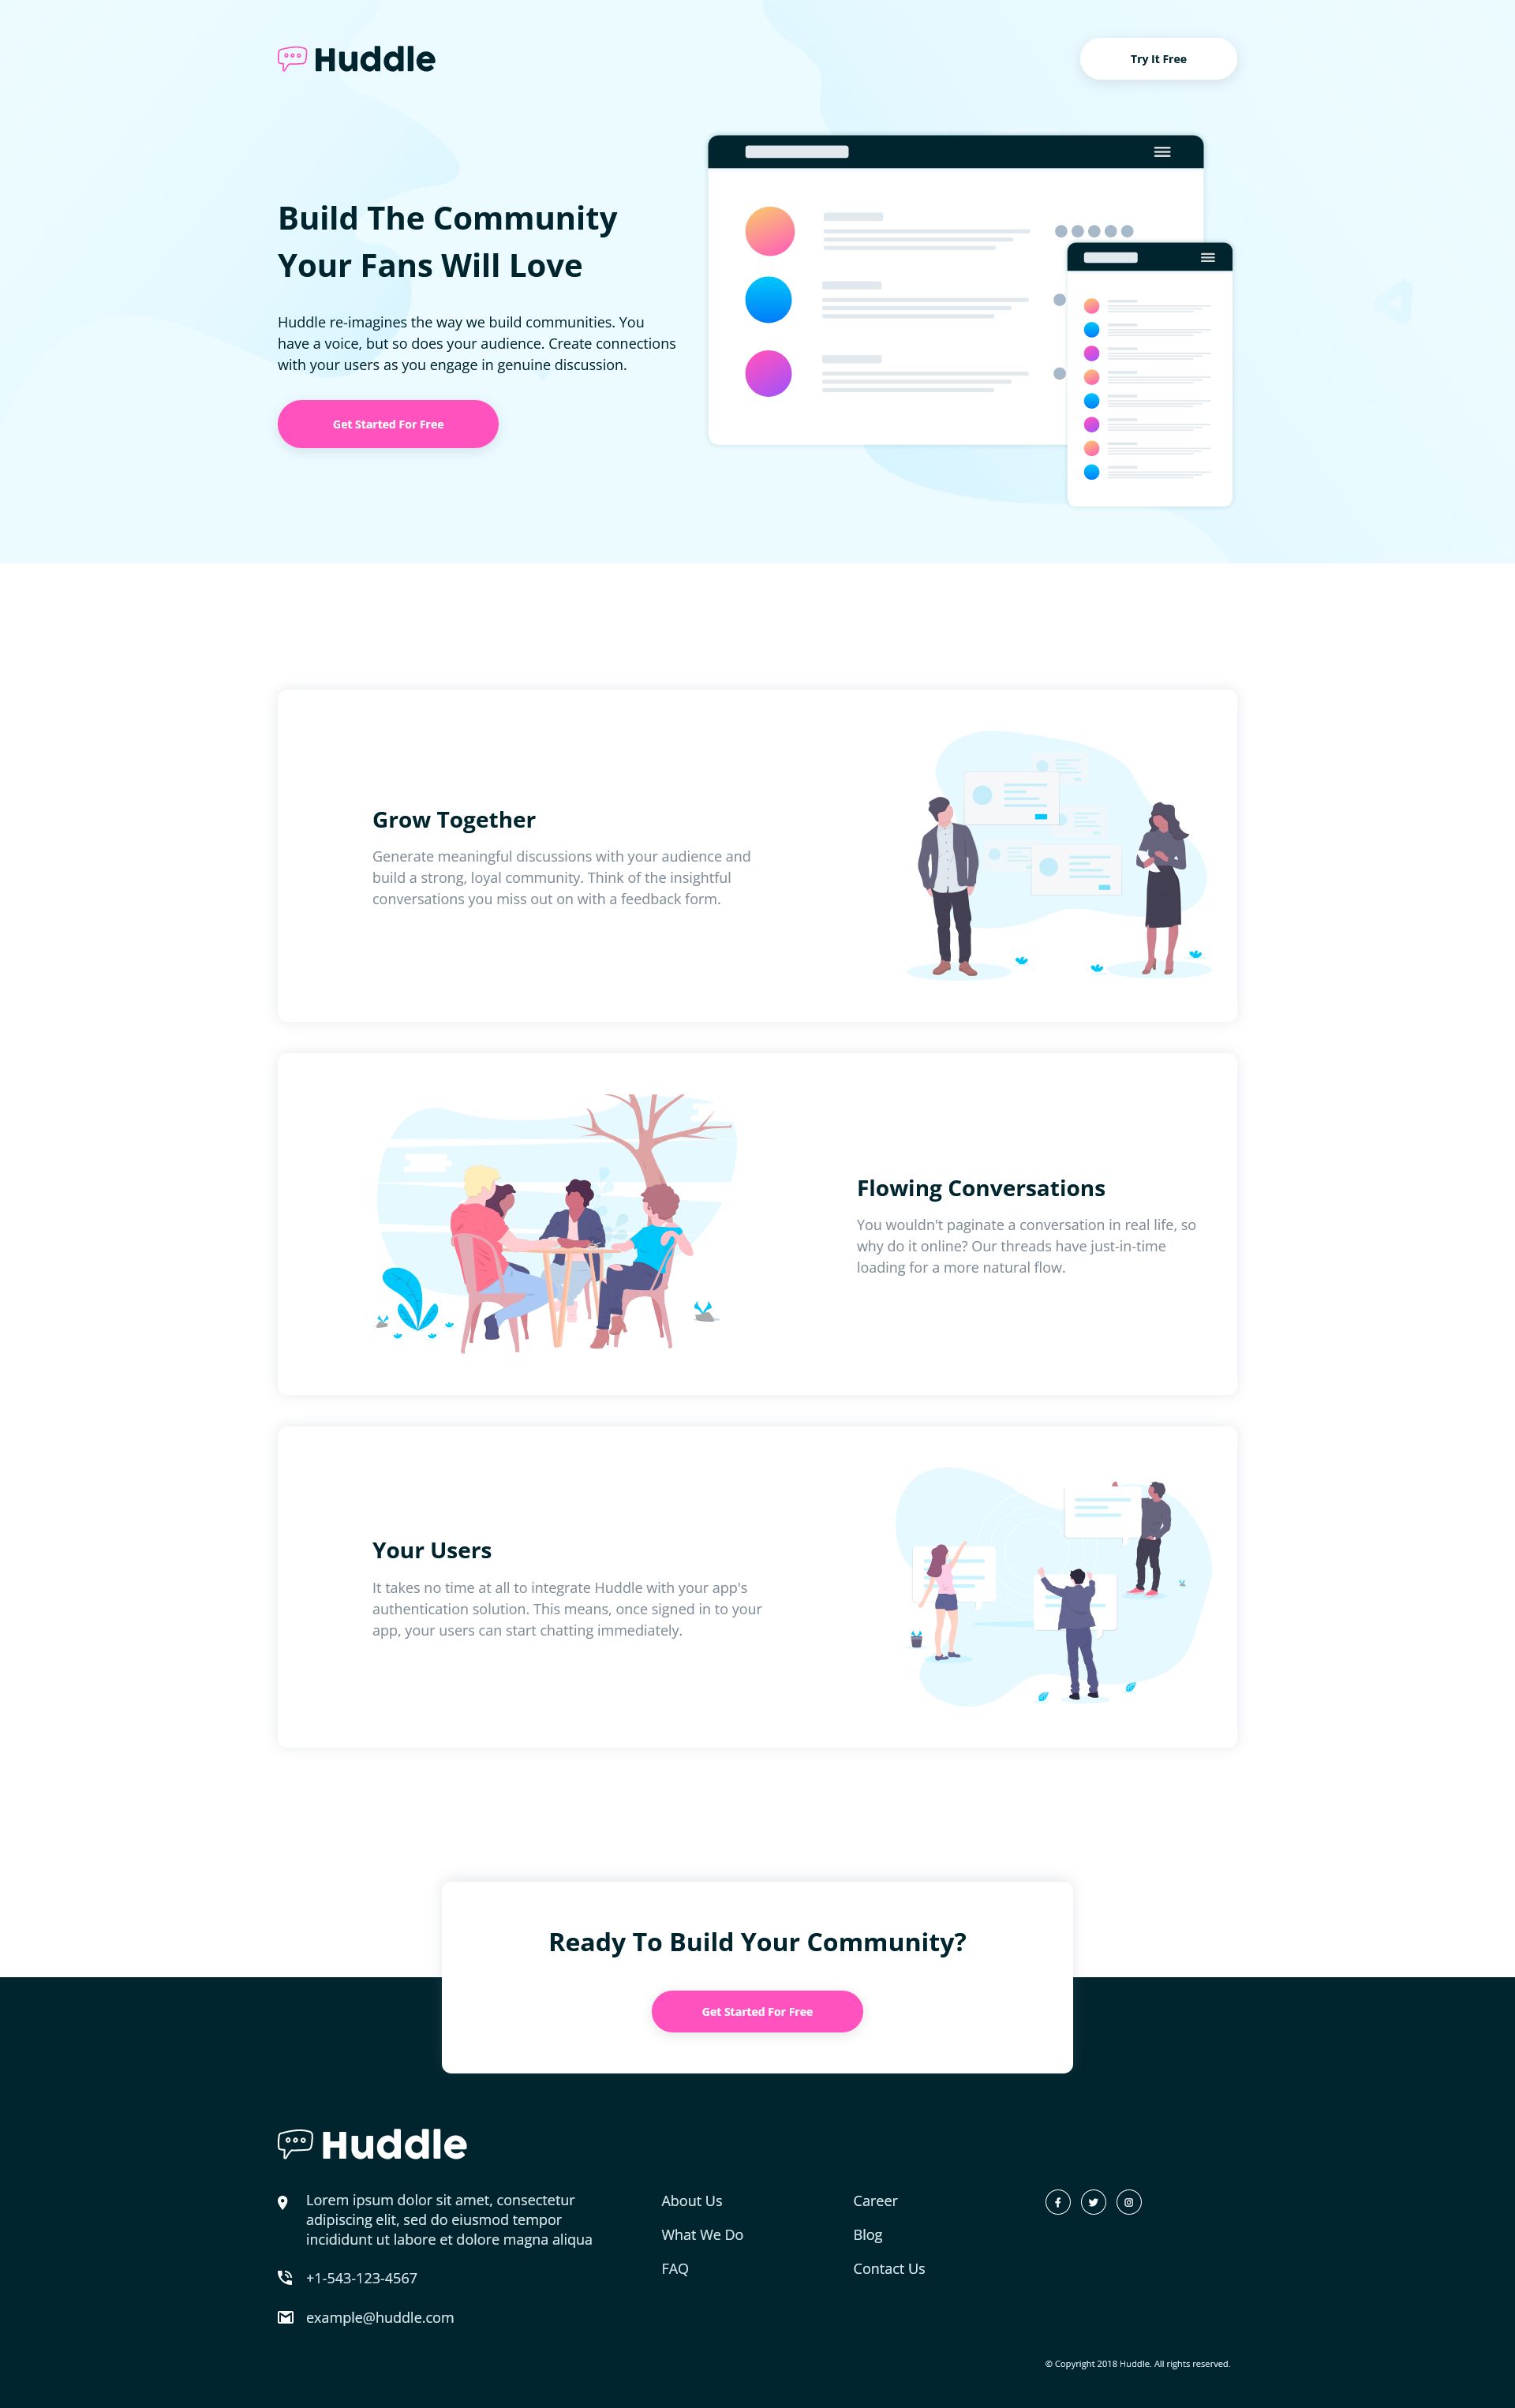 Huddle
Try It Free
Build The Community
Your Fans Will Love
Huddle re-imagines the way we build communities. You
have a voice, but so does your audience. Create connections
with your users as you engage in genuine discussion.
Get Started For Free
Grow Together
Generate meaningful discussions with your audience and
build a strong, loyal community. Think of the insightful
conversations you miss out on with a feedback form.
Flowing Conversations
You wouldn't paginate a conversation in real life, so
why do it online? Our threads have just-in-time
loading for a more natural flow.
Your Users
It takes no time at all to integrate Huddle with your app's
authentication solution. This means, once signed in to your
app, your users can start chatting immediately.
Ready To Build Your Community?
Get Started For Free
Huddle
Lorem ipsum dolor sit amet, consectetur
adipiscing elit, sed do eiusmod tempor
incididunt ut labore et dolore magna aliqua
+1-543-123-4567
example@huddle.com
About Us
What We Do
FAQ
Career
Blog
Contact Us
© Copyright 2018 Huddle. All rights reserved.